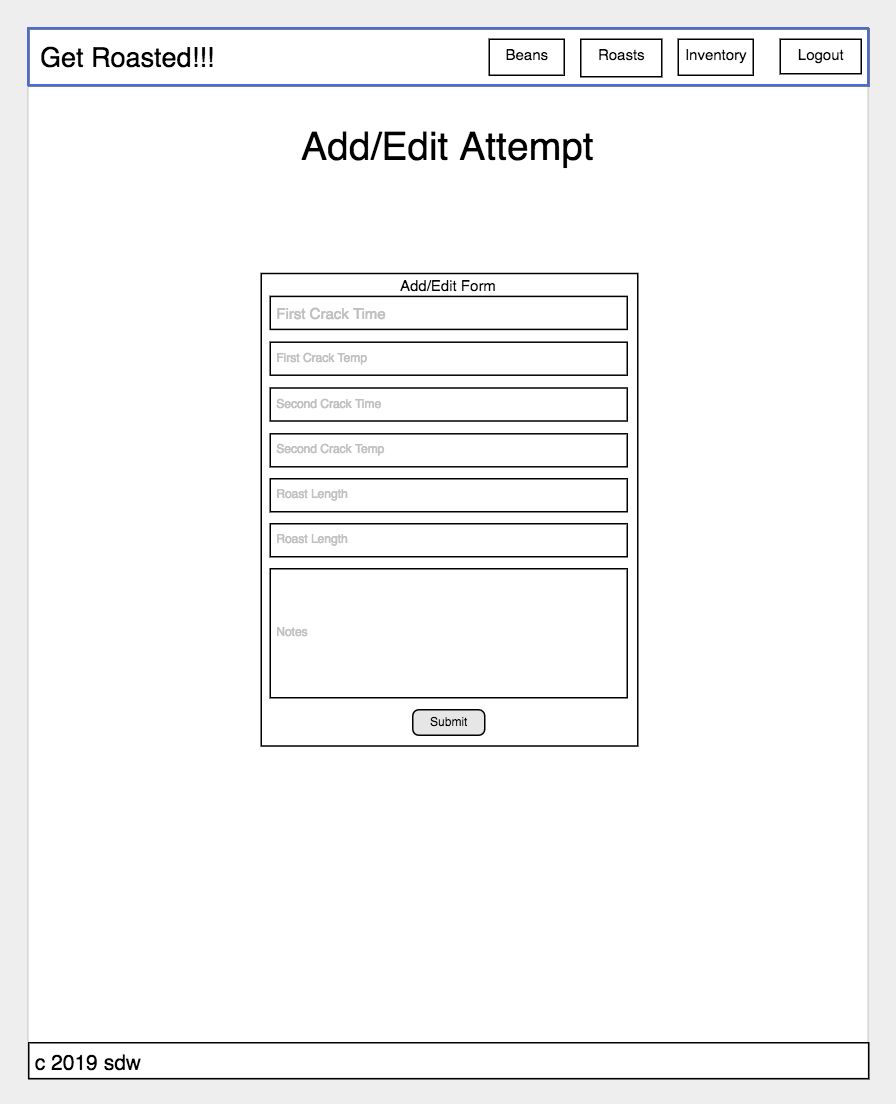 Get Roasted!!!
Beans
Roasts
Inventory
Logout
Add/Edit Attempt
Add/Edit Form
First Crack Time
First Crack Temp
Second Crack Time
Second Crack Temp
Roast Length
Roast Length
Notes
Submit
c 2019 sdw